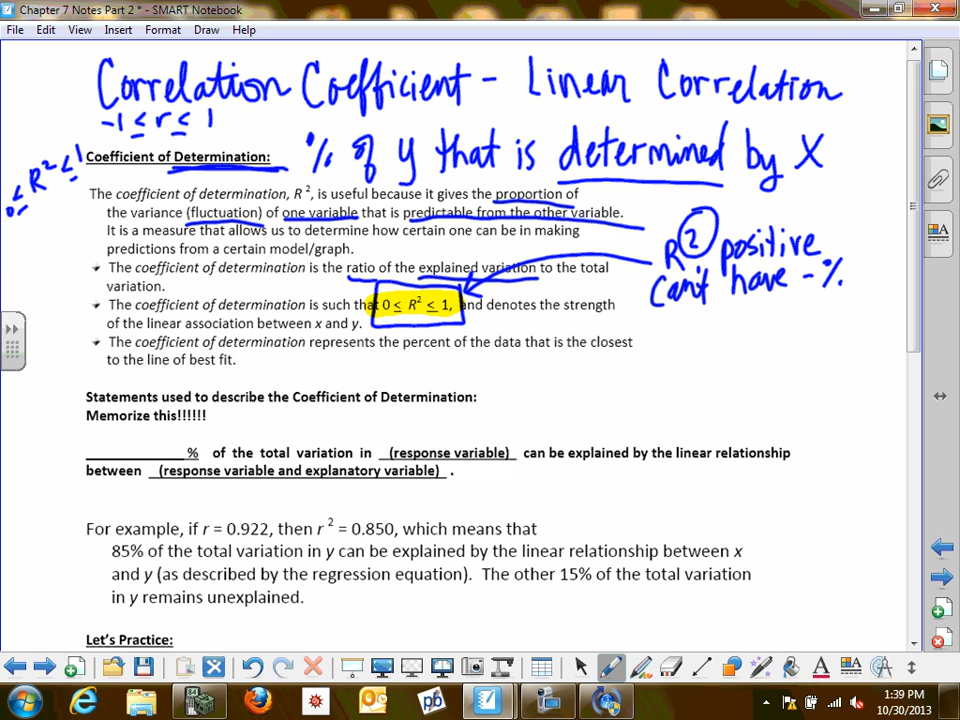 Chapter 7 Notes Part 2 * - SMART Notebook
File Edit View Insert Format Draw Help
Correlation Coefficient - Linear Correlation
-1 ≤ r ≤ 1
% of y that is determined by X
0 ≤ R² ≤ 1
Coefficient of Determination:
The coefficient of determination, R ², is useful because it gives the proportion of
the variance (fluctuation) of one variable that is predictable from the other variable.
It is a measure that allows us to determine how certain one can be in making
predictions from a certain model/graph.
R² positive
can't have - %
The coefficient of determination is the ratio of the explained variation to the total
variation.
The coefficient of determination is such that 0 ≤ R² ≤ 1, and denotes the strength
of the linear association between x and y.
The coefficient of determination represents the percent of the data that is the closest
to the line of best fit.
Statements used to describe the Coefficient of Determination:
Memorize this!!!!!!
____________% of the total variation in _(response variable)_ can be explained by the linear relationship
between _(response variable and explanatory variable)_ .
For example, if r = 0.922, then r ² = 0.850, which means that
85% of the total variation in y can be explained by the linear relationship between x
and y (as described by the regression equation). The other 15% of the total variation
in y remains unexplained.
Let's Practice:
1:39 PM
10/30/2013